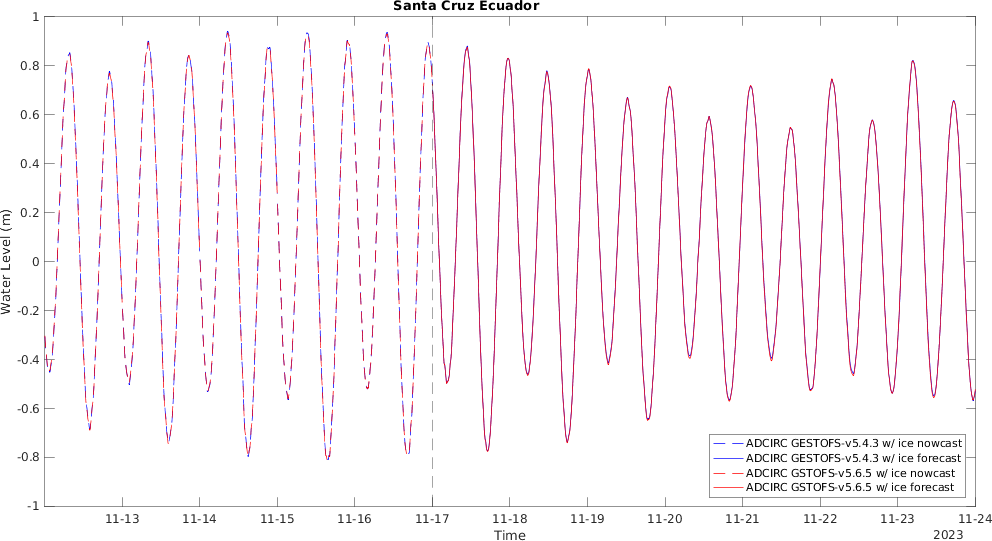 Santa Cruz Ecuador
1
0.8
0.6
0.4
0.2
0
-0.2
-0.4
-0.6
-0.8
-1
Water Level (m)
ADCIRC GESTOFS-v5.4.3 w/ ice nowcast
ADCIRC GESTOFS-v5.4.3 w/ ice forecast
ADCIRC GSTOFS-v5.6.5 w/ ice nowcast
ADCIRC GSTOFS-v5.6.5 w/ ice forecast
11-13 11-14 11-15 11-16 11-17 11-18 11-19 11-20 11-21 11-22 11-23 11-24
Time
2023